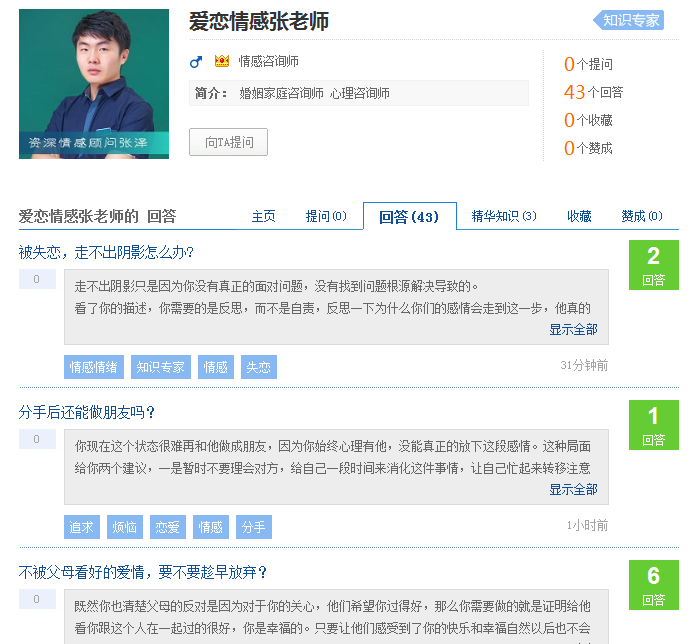 爱恋情感张老师
知识专家
情感咨询师
简介： 婚姻家庭咨询师 心理咨询师
向TA提问
资深情感顾问张泽
0个提问
43个回答
0个收藏
0个赞成
爱恋情感张老师的 回答
主页 提问(0) 回答(43) 精华知识(3) 收藏 赞成(0)
被失恋，走不出阴影怎么办?
2
回答
0
走不出阴影只是因为你没有真正的面对问题，没有找到问题根源解决导致的。
看了你的描述，你需要的是反思，而不是自责，反思一下为什么你们的感情会走到这一步，他真的
显示全部
情感情绪 知识专家 情感 失恋
31分钟前
分手后还能做朋友吗？
1
回答
0
你现在这个状态很难再和他做成朋友，因为你始终心理有他，没能真正的放下这段感情。这种局面
给你两个建议，一是暂时不要理会对方，给自己一段时间来消化这件事情，让自己忙起来转移注意
显示全部
追求 烦恼 恋爱 情感 分手
1小时前
不被父母看好的爱情，要不要趁早放弃？
6
回答
0
既然你也清楚父母的反对是因为对于你的关心，他们希望你过得好，那么你需要做的就是证明给他
看你跟这个人在一起过的很好，你是幸福的。只要让他们感受到了你的快乐和幸福自然以后也不会